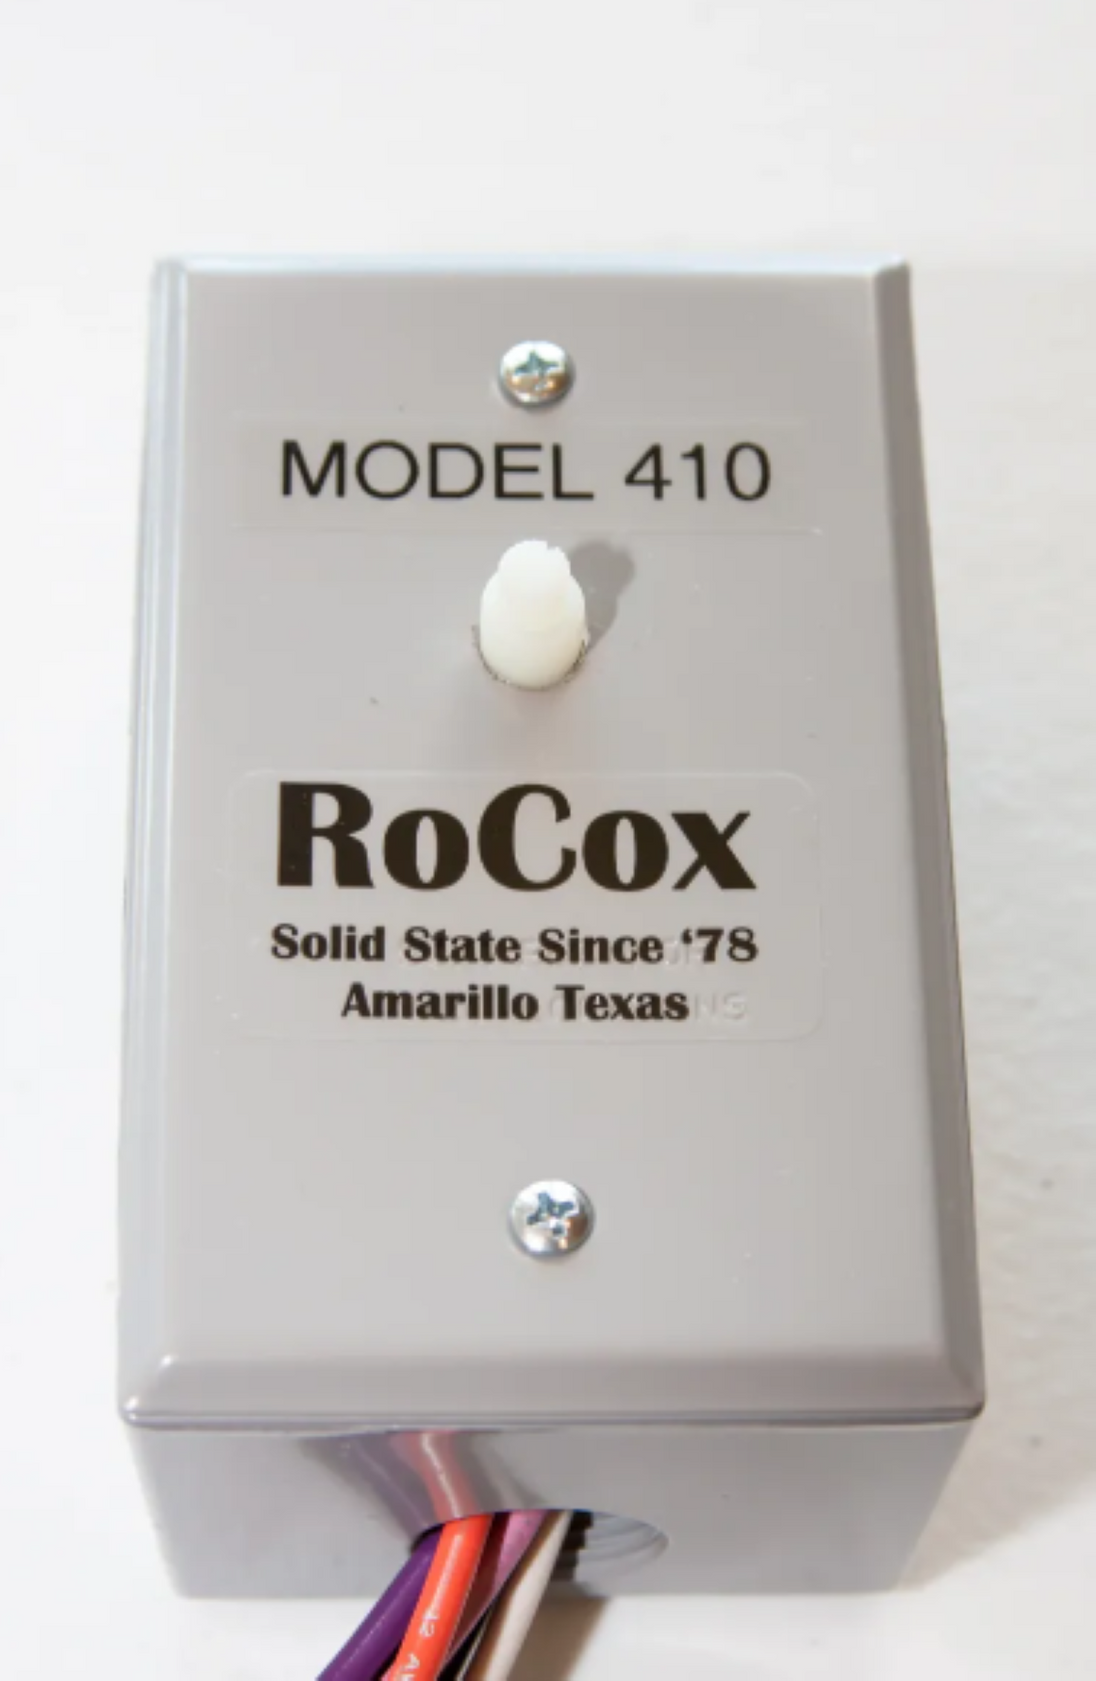 MODEL 410
RoCox
Solid State Since ‘78
Amarillo Texas